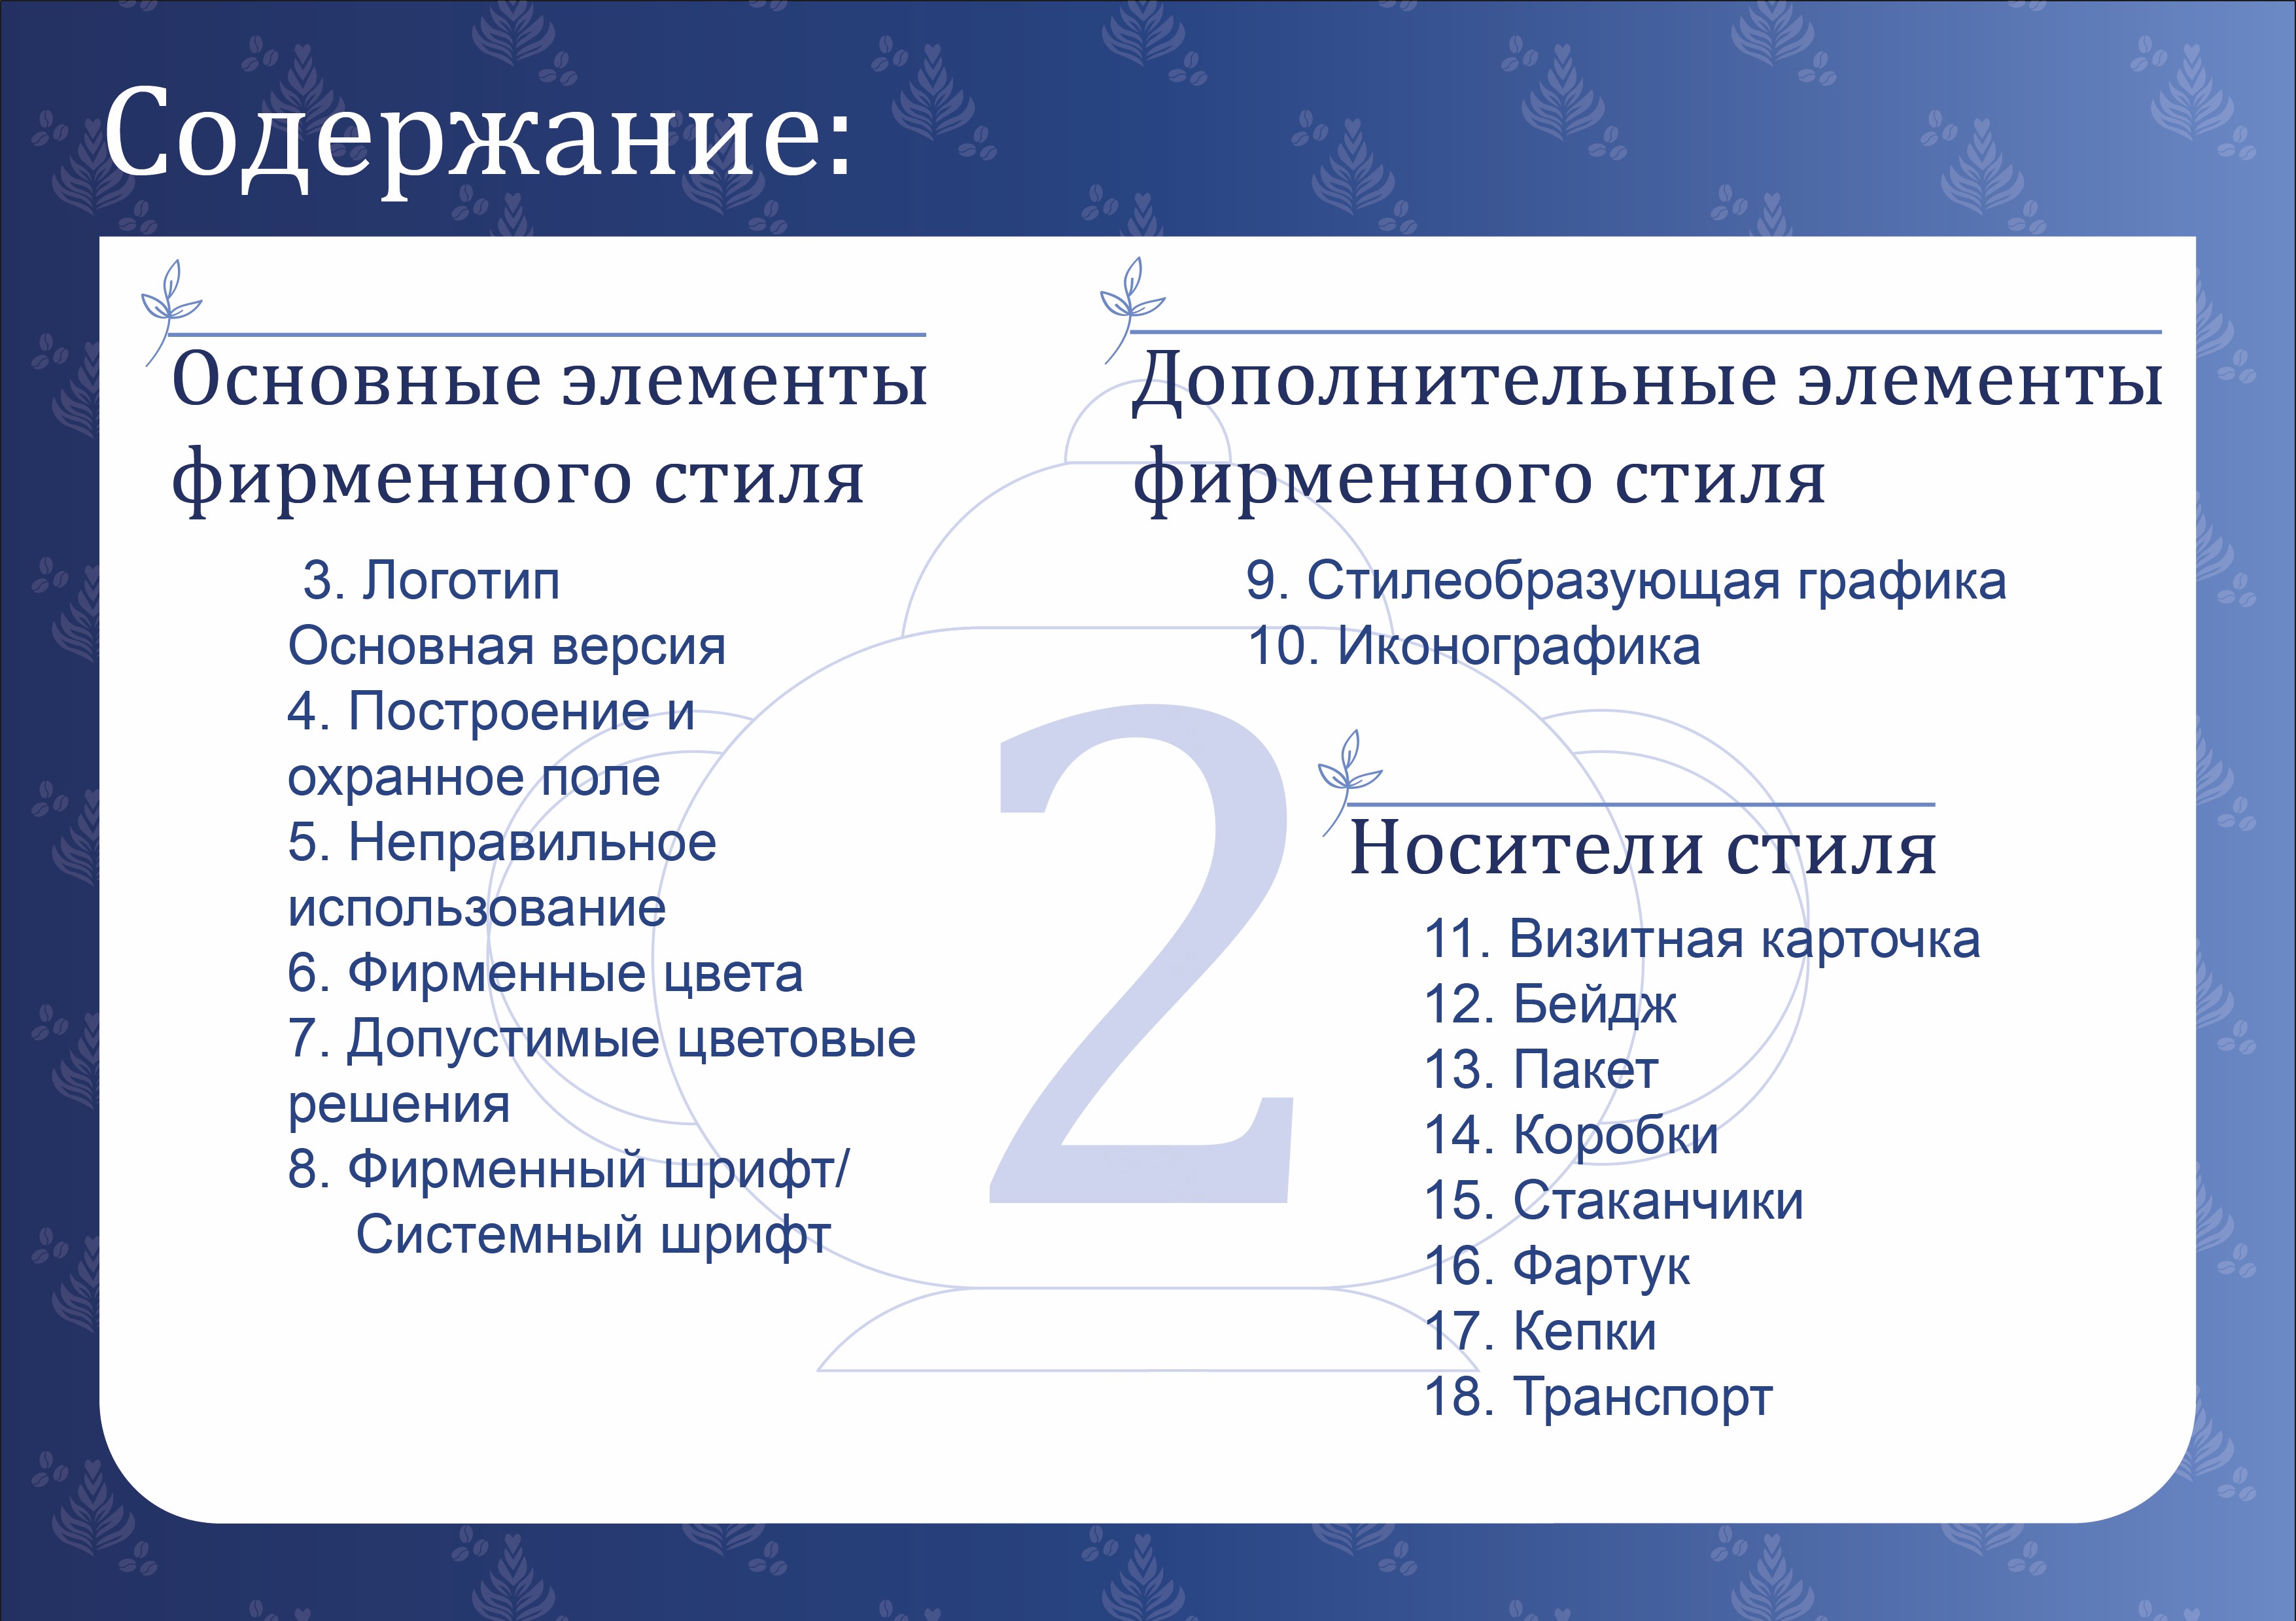 Содержание:
Основные элементы
фирменного стиля
3. Логотип
Основная версия
4. Построение и
охранное поле
5. Неправильное
использование
6. Фирменные цвета
7. Допустимые цветовые
решения
8. Фирменный шрифт/
Системный шрифт
Дополнительные элементы
фирменного стиля
9. Стилеобразующая графика
10. Иконографика
Носители стиля
11. Визитная карточка
12. Бейдж
13. Пакет
14. Коробки
15. Стаканчики
16. Фартук
17. Кепки
18. Транспорт
2